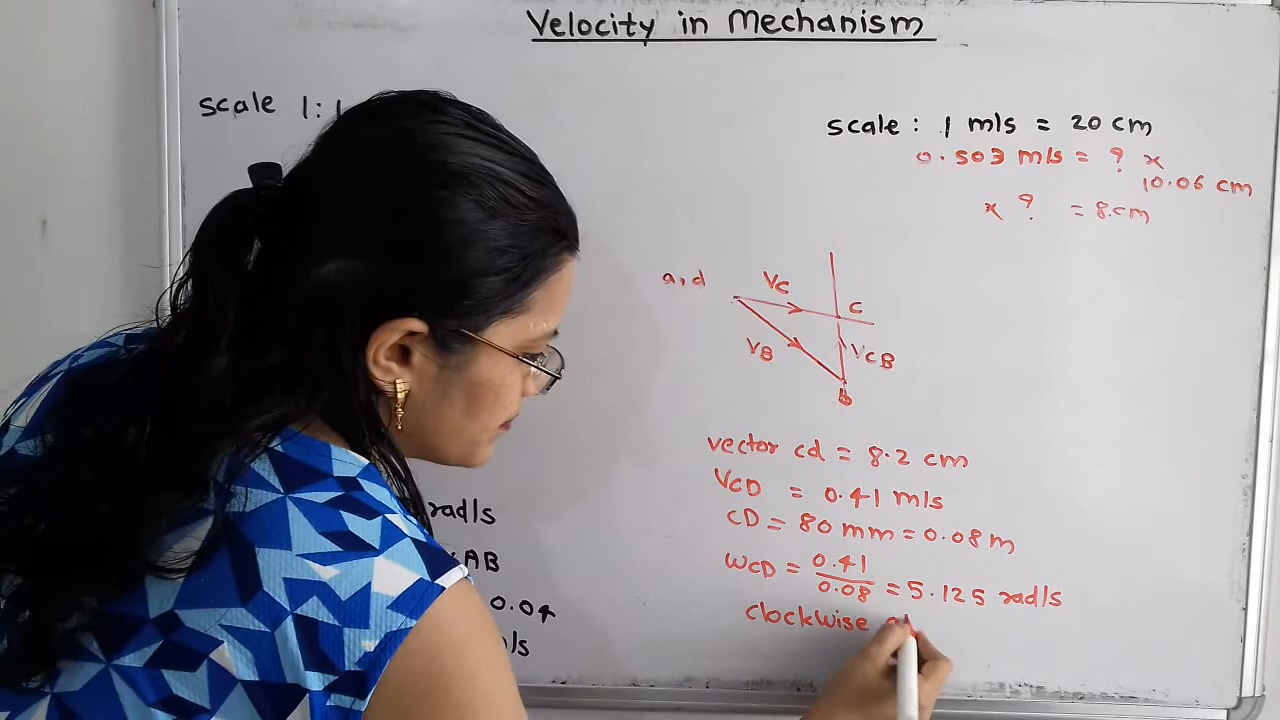 Velocity in Mechanism
scale 1:
scale : 1 m/s = 20 cm
0.503 m/s = ? x
10.06 cm
x ? = 8.cm
a,d
Vc
c
VB
VCB
b
vector cd = 8.2 cm
VCD = 0.41 m/s
CD = 80 mm = 0.08 m
WCD = 0.41
0.08 = 5.125 rad/s
Clockwise
rad/s
AB
0.04
/s